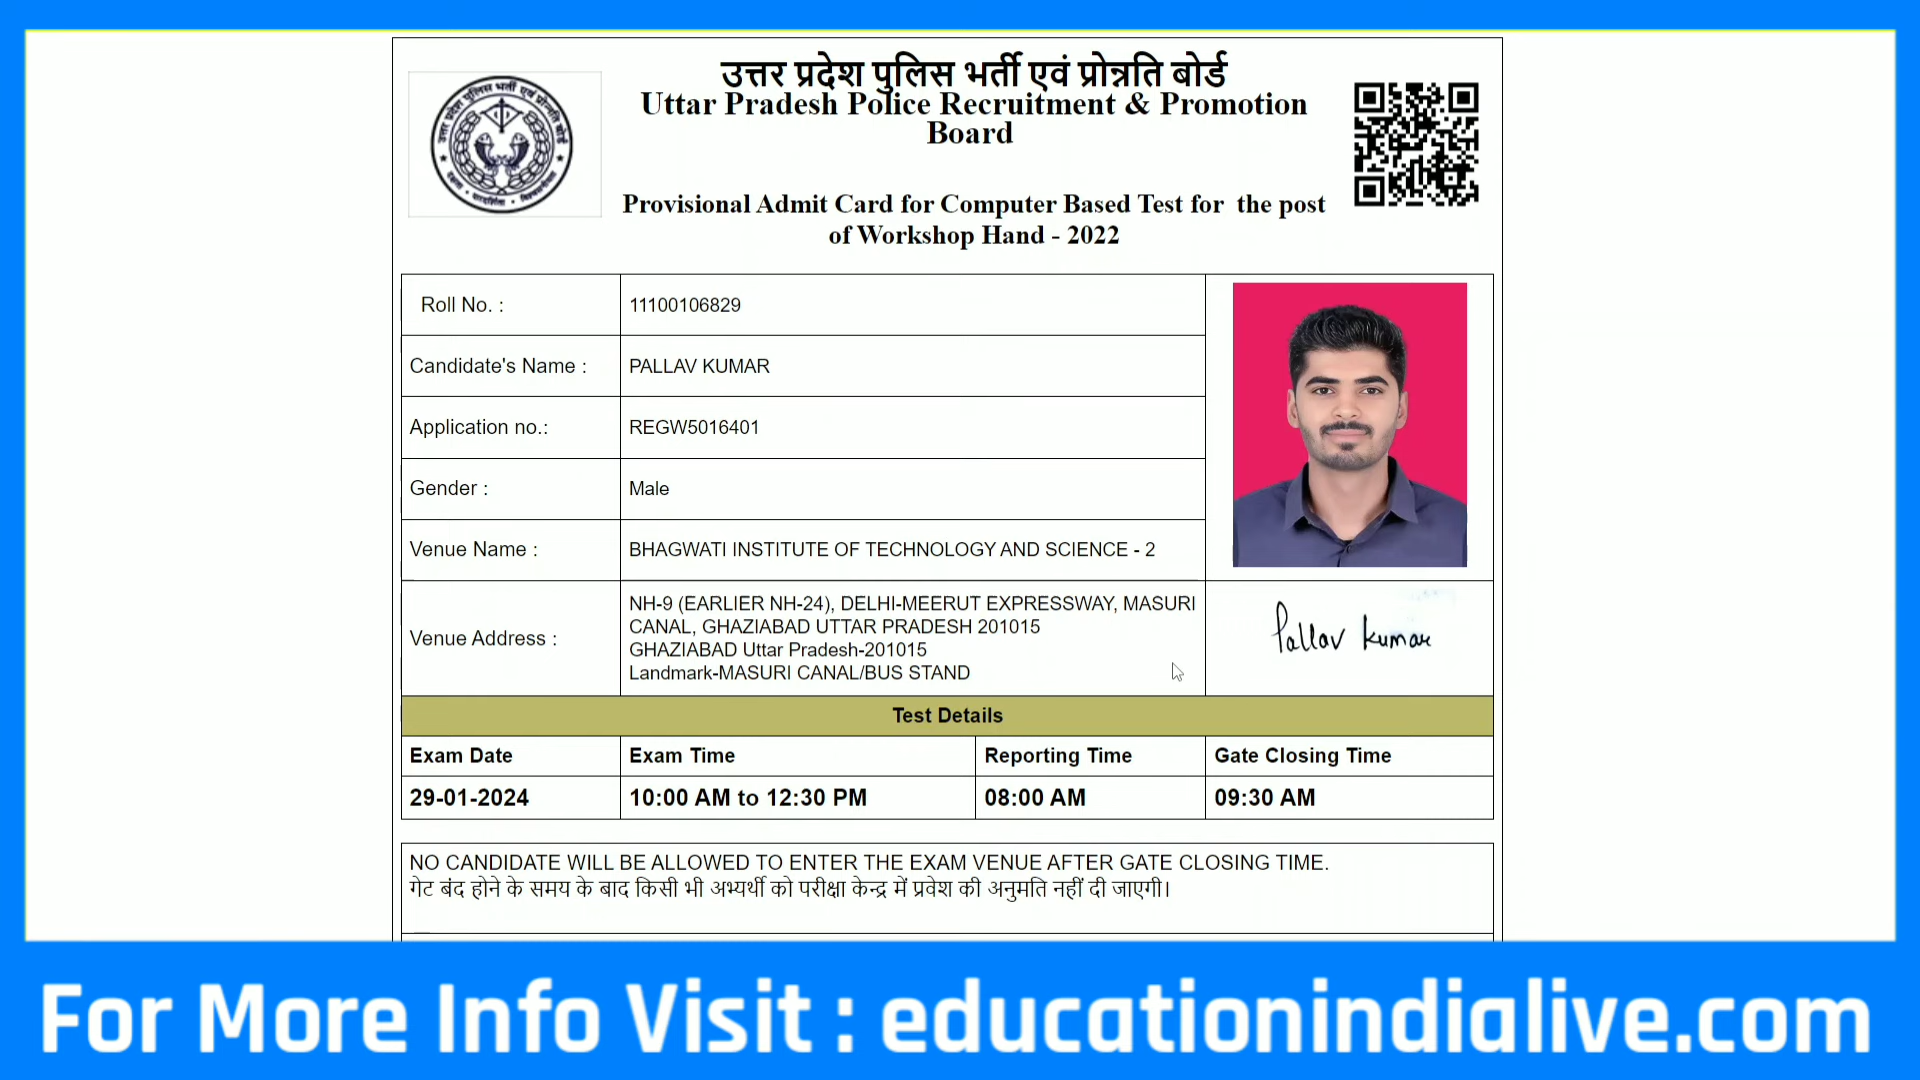 उत्तर प्रदेश पुलिस भर्ती एवं प्रोन्नति बोर्ड
Uttar Pradesh Police Recruitment & Promotion
Board
Provisional Admit Card for Computer Based Test for the post
of Workshop Hand - 2022
Roll No. : 11100106829
Candidate's Name : PALLAV KUMAR
Application no.: REGW5016401
Gender : Male
Venue Name : BHAGWATI INSTITUTE OF TECHNOLOGY AND SCIENCE - 2
Venue Address :
NH-9 (EARLIER NH-24), DELHI-MEERUT EXPRESSWAY, MASURI
CANAL, GHAZIABAD UTTAR PRADESH 201015
GHAZIABAD Uttar Pradesh-201015
Landmark-MASURI CANAL/BUS STAND
Pallav Kumar
Test Details
Exam Date Exam Time Reporting Time Gate Closing Time
29-01-2024 10:00 AM to 12:30 PM 08:00 AM 09:30 AM
NO CANDIDATE WILL BE ALLOWED TO ENTER THE EXAM VENUE AFTER GATE CLOSING TIME.
गेट बंद होने के समय के बाद किसी भी अभ्यर्थी को परीक्षा केन्द्र में प्रवेश की अनुमति नहीं दी जाएगी।
For More Info Visit : educationindialive.com